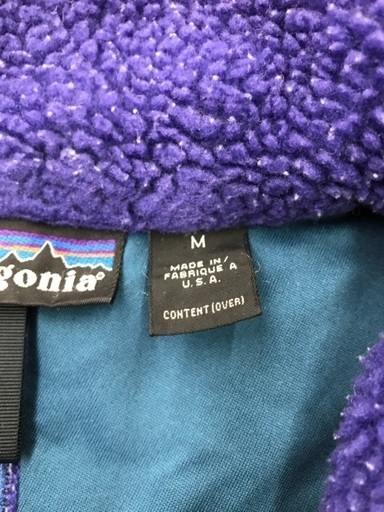 gonia®
M
MADE IN/
FABRIQUE A
U.S.A.
CONTENT (OVER)